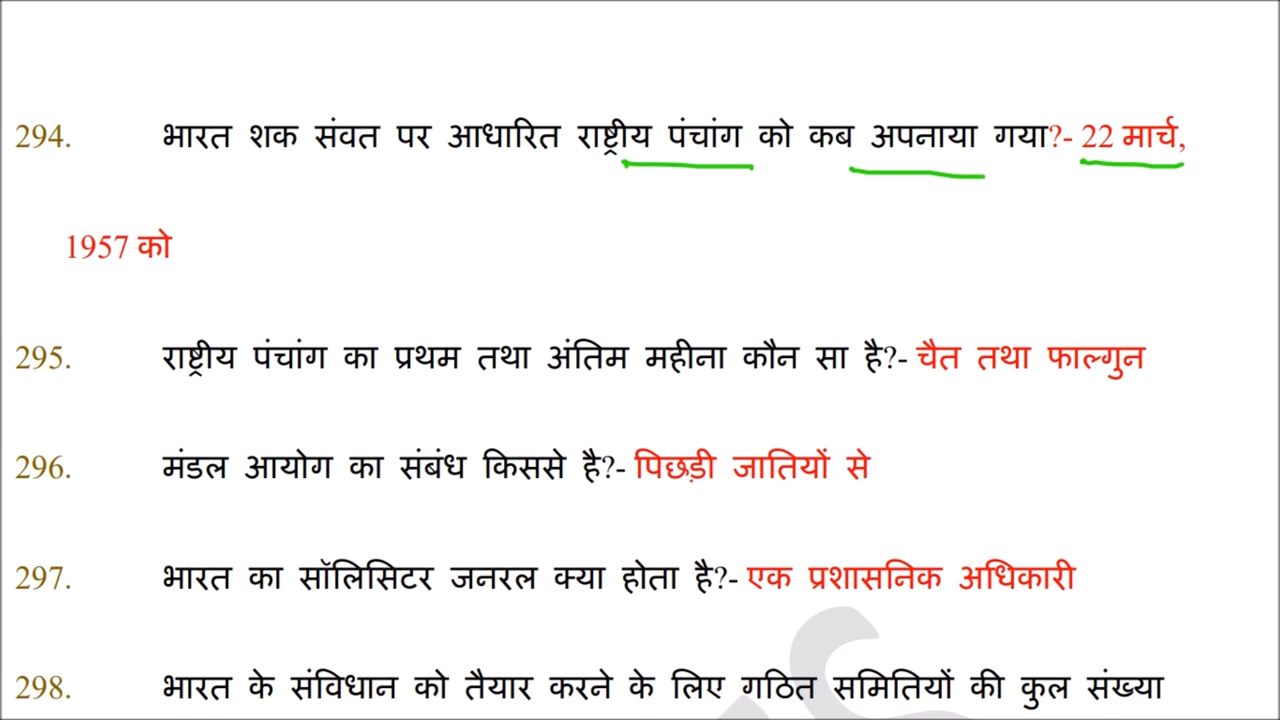 294. भारत शक संवत पर आधारित राष्ट्रीय पंचांग को कब अपनाया गया?- 22 मार्च,
1957 को
295. राष्ट्रीय पंचांग का प्रथम तथा अंतिम महीना कौन सा है?- चैत तथा फाल्गुन
296. मंडल आयोग का संबंध किससे है?- पिछड़ी जातियों से
297. भारत का सॉलिसिटर जनरल क्या होता है?- एक प्रशासनिक अधिकारी
298. भारत के संविधान को तैयार करने के लिए गठित समितियों की कुल संख्या